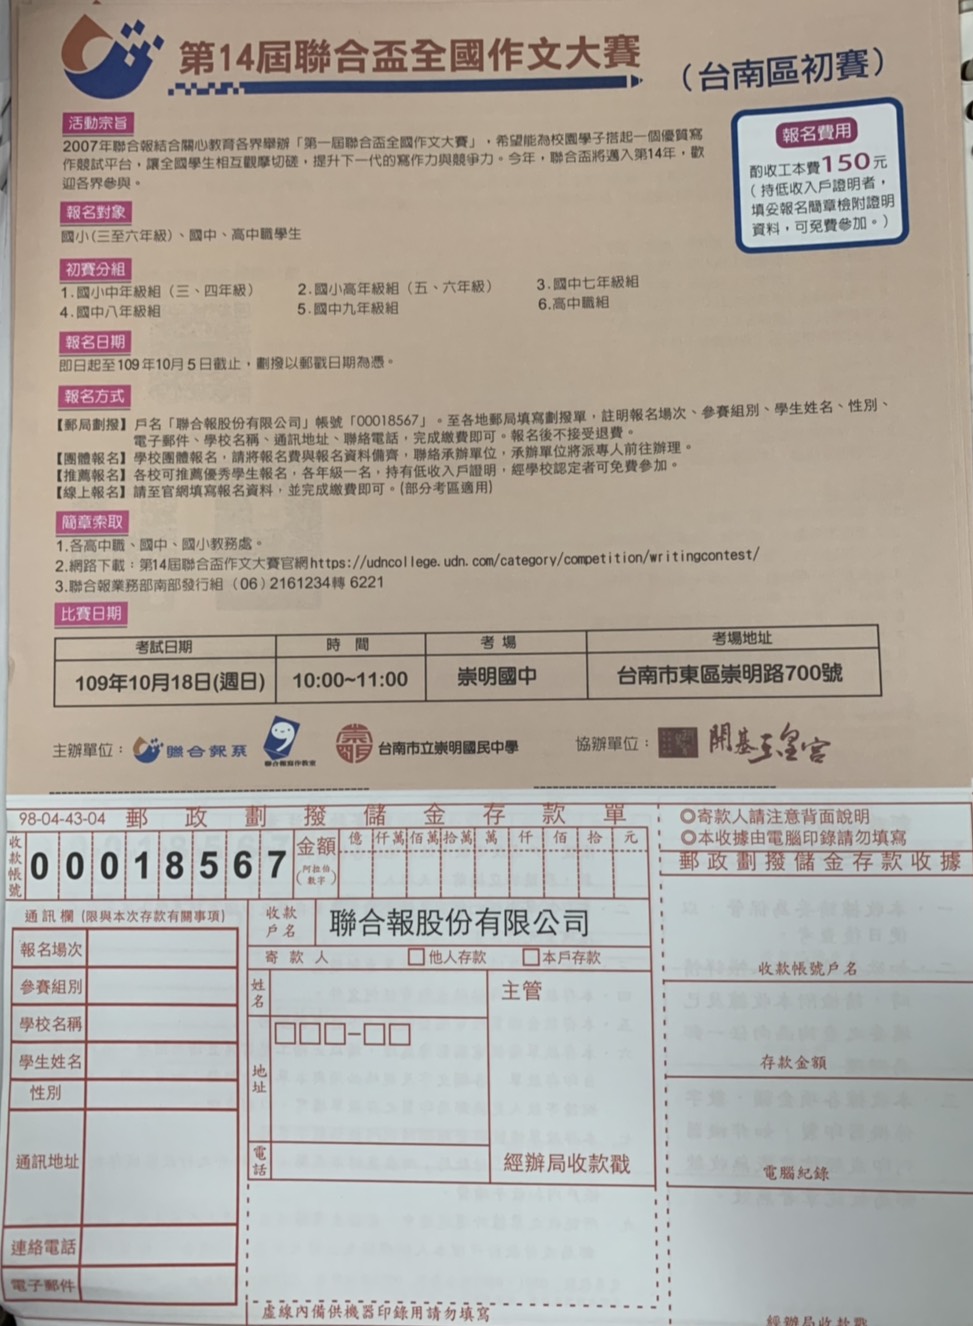 第14屆聯合盃全國作文大賽
(台南區初賽)
活動宗旨
2007年聯合報結合關心教育各界舉辦「第一屆聯合盃全國作文大賽」,希望能為校園學子搭起一個優質寫
作競試平台,讓全國學生相互觀摩切磋,提升下一代的寫作力與競爭力。今年,聯合盃將邁入第14年,歡
迎各界參與。
報名費用
酌收工本費150元
(持低收入戶證明者,
填妥報名簡章檢附證明
資料,可免費參加。)
報名對象
國小(三至六年級)、國中、高中職學生
初賽分組
1.國小中年級組(三、四年級) 2.國小高年級組(五、六年級) 3.國中七年級組
4.國中八年級組 5.國中九年級組 6.高中職組
報名日期
即日起至109年10月5日截止,劃撥以郵戳日期為憑。
報名方式
【郵局劃撥】戶名「聯合報股份有限公司」帳號「00018567」。至各地郵局填寫劃撥單,註明報名場次、參賽組別、學生姓名、性別、
電子郵件、學校名稱、通訊地址、聯絡電話,完成繳費即可。報名後不接受退費。
【團體報名】學校團體報名,請將報名費與報名資料備齊,聯絡承辦單位,承辦單位將派專人前往辦理。
【推薦報名】各校可推薦優秀學生報名,各年級一名,持有低收入戶證明,經學校認定者可免費參加。
【線上報名】請至官網填寫報名資料,並完成繳費即可。(部分考區適用)
簡章索取
1.各高中職、國中、國小教務處。
2.網路下載:第14屆聯合盃作文大賽官網https://udncollege.udn.com/category/competition/writingcontest/
3.聯合報業務部南部發行組(06)2161234轉 6221
比賽日期
考試日期 時 間 考 場 考場地址
109年10月18日(週日) 10:00~11:00 崇明國中 台南市東區崇明路700號
主辦單位: 聯合報系 聯合報寫作教室 崇明 台南市立崇明國民中學 協辦單位: 開基玉皇宮
98-04-43-04 郵政劃撥儲金存款單
收款帳號 00018567
金額(阿拉伯數字) 億 仟萬 佰萬 拾萬 萬 仟 佰 拾 元
通訊欄(限與本次存款有關事項)
報名場次
參賽組別
學校名稱
學生姓名
性別
通訊地址
連絡電話
電子郵件
收款戶名 聯合報股份有限公司
寄款人 □他人存款 □本戶存款
姓名
主管
□□□-□□
地址
電話
經辦局收款戳
虛線內備供機器印錄用請勿填寫
◎寄款人請注意背面說明
◎本收據由電腦印錄請勿填寫
郵政劃撥儲金存款收據
收款帳號戶名
存款金額
電腦紀錄
經辦局收款戳